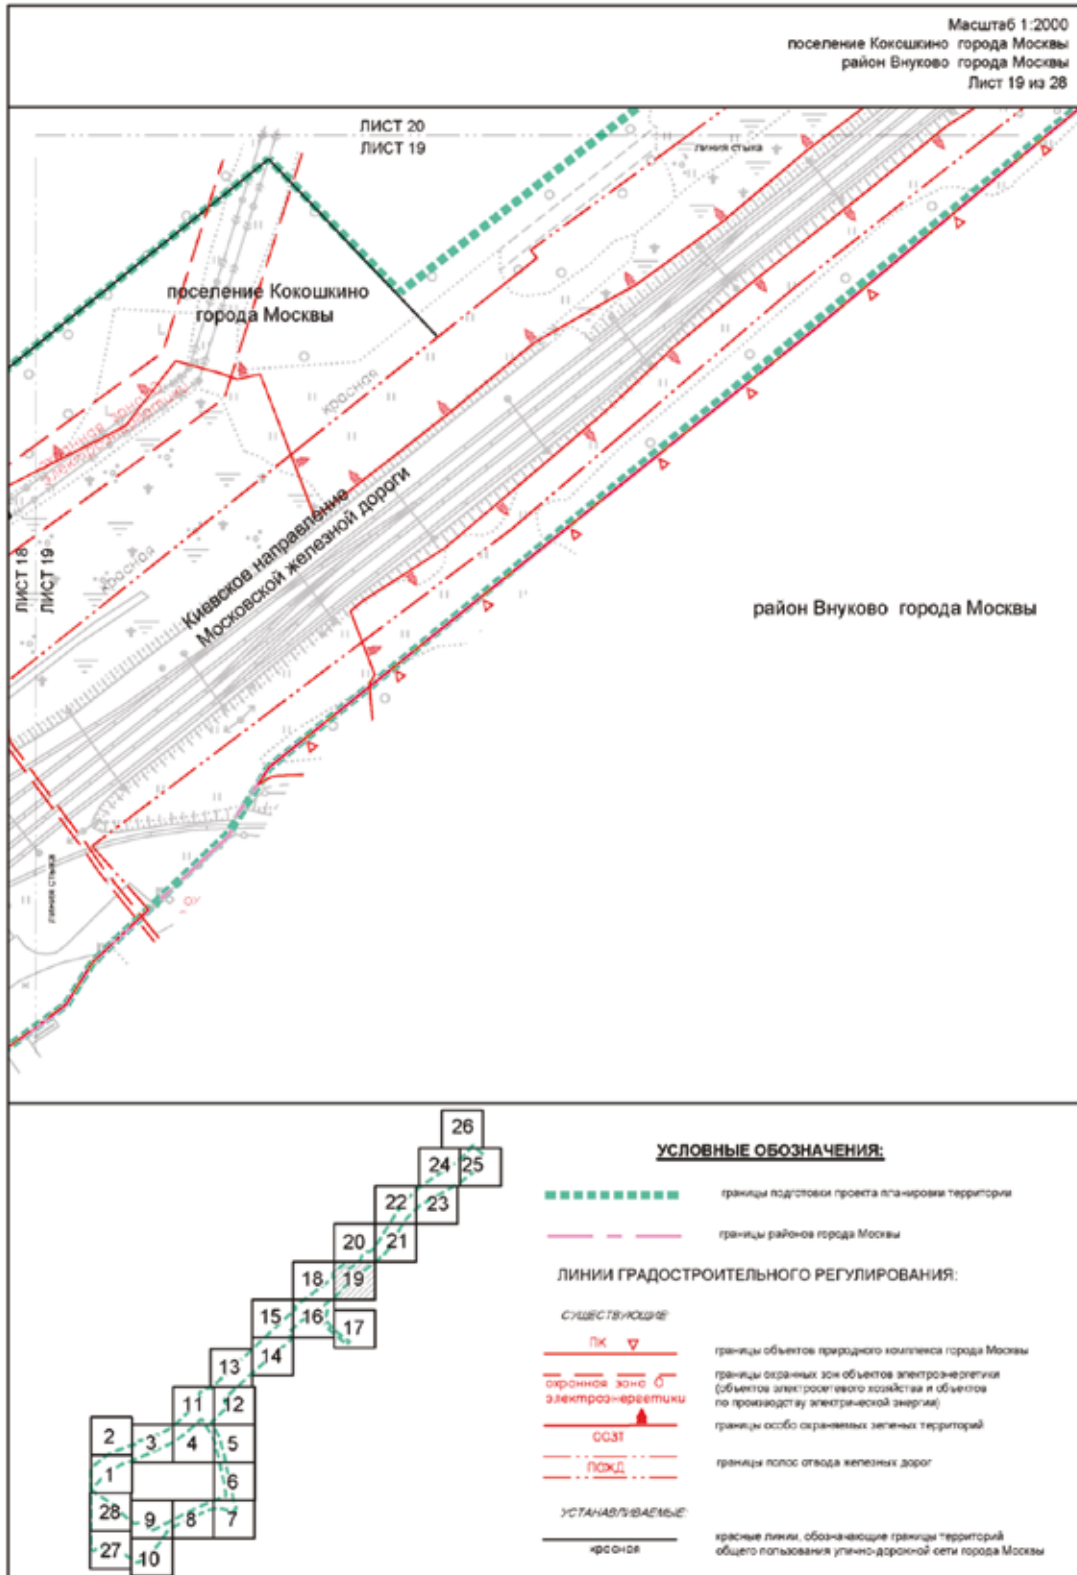 Масштаб 1:2000
поселение Кокошкино города Москвы
район Внуково города Москвы
Лист 19 из 28
ЛИСТ 20
ЛИСТ 19
линия стыка
поселение Кокошкино
города Москвы
красная
охранная зона
электроэнергетики
Киевское направление
Московской железной дороги
ЛИСТ 18
ЛИСТ 19
красная
район Внуково города Москвы
линия стыка
26
24
25
22
23
20
21
18
19
15
16
17
13
14
11
12
2
3
4
5
1
6
28
9
8
7
27
10
УСЛОВНЫЕ ОБОЗНАЧЕНИЯ:
границы подготовки проекта планировки территории
границы районов города Москвы
ЛИНИИ ГРАДОСТРОИТЕЛЬНОГО РЕГУЛИРОВАНИЯ:
СУЩЕСТВУЮЩИЕ:
ПК
границы объектов природного комплекса города Москвы
охранная зона О
электроэнергетики
границы охранных зон объектов электроэнергетики
(объектов электросетевого хозяйства и объектов
по производству электрической энергии)
ООЗТ
границы особо охраняемых зеленых территорий
ПОЖД
границы полос отвода железных дорог
УСТАНАВЛИВАЕМЫЕ:
красная
красные линии, обозначающие границы территорий
общего пользования улично-дорожной сети города Москвы